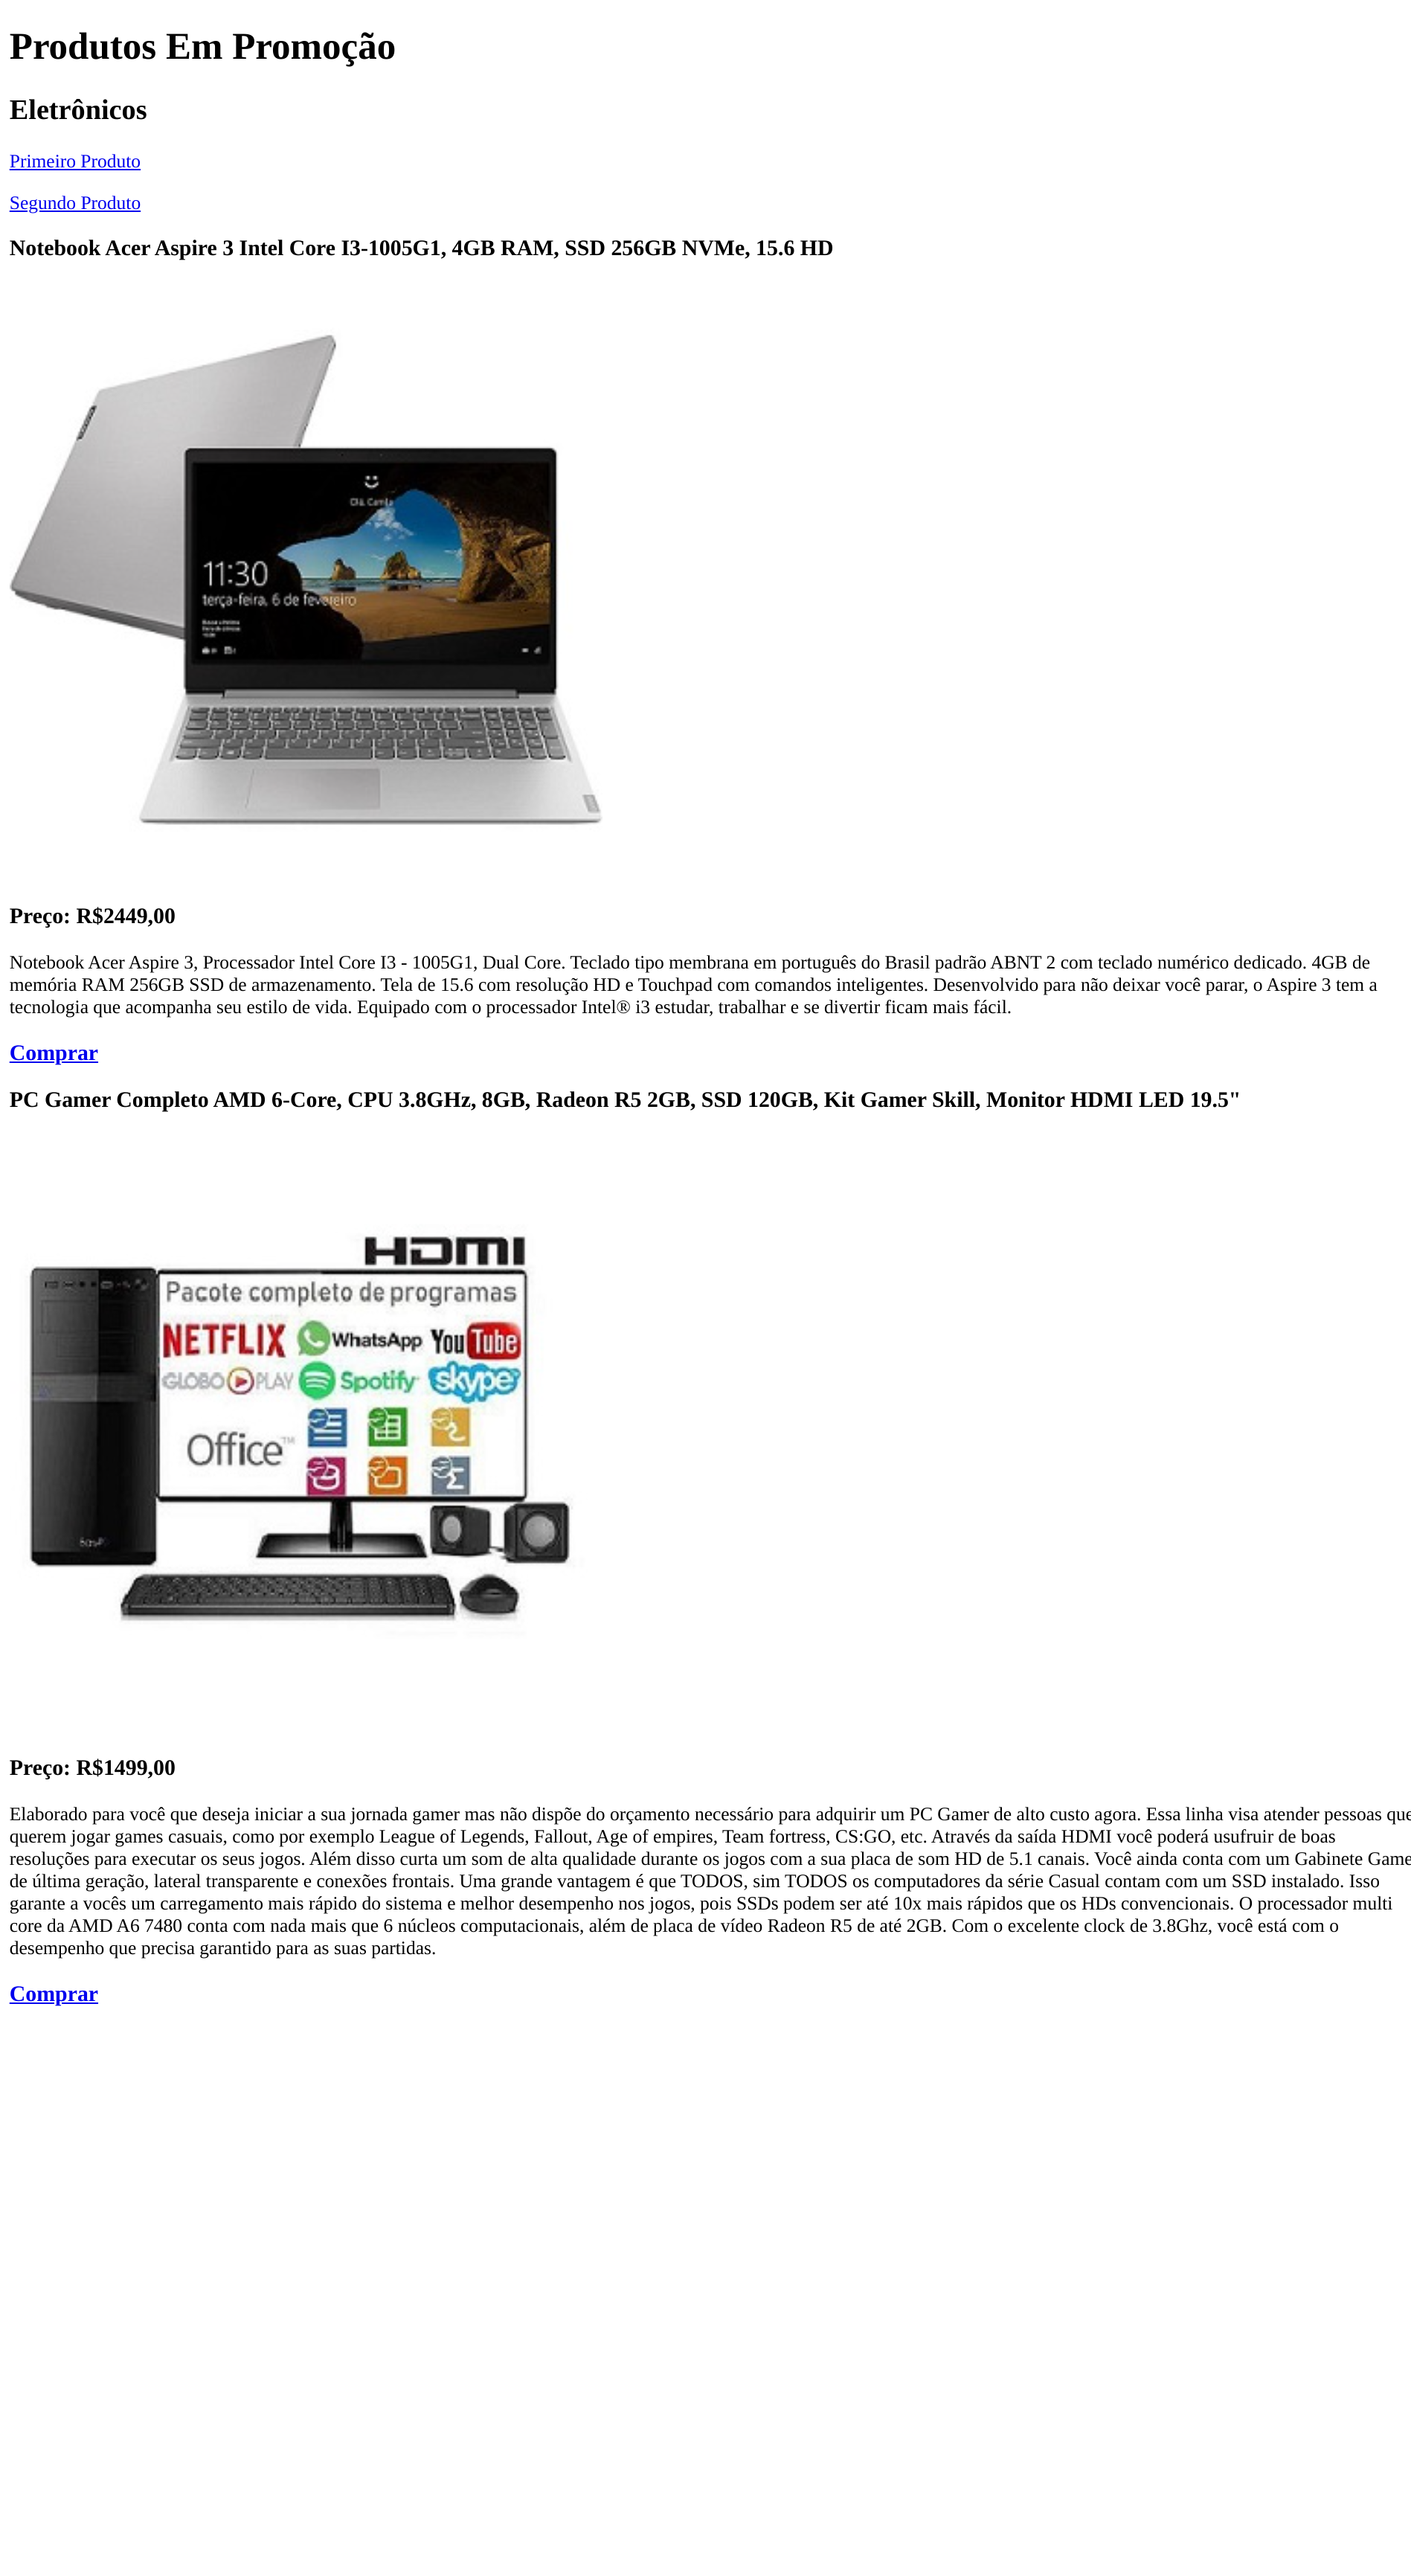 Produtos Em Promoção
Eletrônicos
Primeiro Produto
Segundo Produto
Notebook Acer Aspire 3 Intel Core I3-1005G1, 4GB RAM, SSD 256GB NVMe, 15.6 HD
Olá, Camila
11:30
terça-feira, 6 de fevereiro
Preço: R$2449,00
Notebook Acer Aspire 3, Processador Intel Core I3 - 1005G1, Dual Core. Teclado tipo membrana em português do Brasil padrão ABNT 2 com teclado numérico dedicado. 4GB de
memória RAM 256GB SSD de armazenamento. Tela de 15.6 com resolução HD e Touchpad com comandos inteligentes. Desenvolvido para não deixar você parar, o Aspire 3 tem a
tecnologia que acompanha seu estilo de vida. Equipado com o processador Intel® i3 estudar, trabalhar e se divertir ficam mais fácil.
Comprar
PC Gamer Completo AMD 6-Core, CPU 3.8GHz, 8GB, Radeon R5 2GB, SSD 120GB, Kit Gamer Skill, Monitor HDMI LED 19.5"
HDMI
Pacote completo de programas
NETFLIX WhatsApp YouTube
GLOBO PLAY Spotify skype
Office™
Preço: R$1499,00
Elaborado para você que deseja iniciar a sua jornada gamer mas não dispõe do orçamento necessário para adquirir um PC Gamer de alto custo agora. Essa linha visa atender pessoas que
querem jogar games casuais, como por exemplo League of Legends, Fallout, Age of empires, Team fortress, CS:GO, etc. Através da saída HDMI você poderá usufruir de boas
resoluções para executar os seus jogos. Além disso curta um som de alta qualidade durante os jogos com a sua placa de som HD de 5.1 canais. Você ainda conta com um Gabinete Game
de última geração, lateral transparente e conexões frontais. Uma grande vantagem é que TODOS, sim TODOS os computadores da série Casual contam com um SSD instalado. Isso
garante a vocês um carregamento mais rápido do sistema e melhor desempenho nos jogos, pois SSDs podem ser até 10x mais rápidos que os HDs convencionais. O processador multi
core da AMD A6 7480 conta com nada mais que 6 núcleos computacionais, além de placa de vídeo Radeon R5 de até 2GB. Com o excelente clock de 3.8Ghz, você está com o
desempenho que precisa garantido para as suas partidas.
Comprar